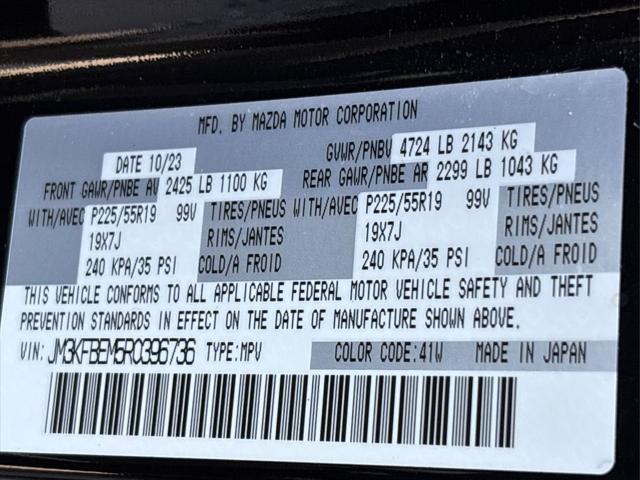 MFD. BY MAZDA MOTOR CORPORATION
DATE 10/23 GVWR/PNBV 4724 LB 2143 KG
FRONT GAWR/PNBE AV 2425 LB 1100 KG REAR GAWR/PNBE AR 2299 LB 1043 KG
WITH/AVEC P225/55R19 99V TIRES/PNEUS WITH/AVEC P225/55R19 99V TIRES/PNEUS
19X7J RIMS/JANTES 19X7J RIMS/JANTES
240 KPA/35 PSI COLD/A FROID 240 KPA/35 PSI COLD/A FROID
THIS VEHICLE CONFORMS TO ALL APPLICABLE FEDERAL MOTOR VEHICLE SAFETY AND THEFT
PREVENTION STANDARDS IN EFFECT ON THE DATE OF MANUFACTURE SHOWN ABOVE.
VIN: JM3KFBEM5R0396736 TYPE:MPV COLOR CODE:41W MADE IN JAPAN